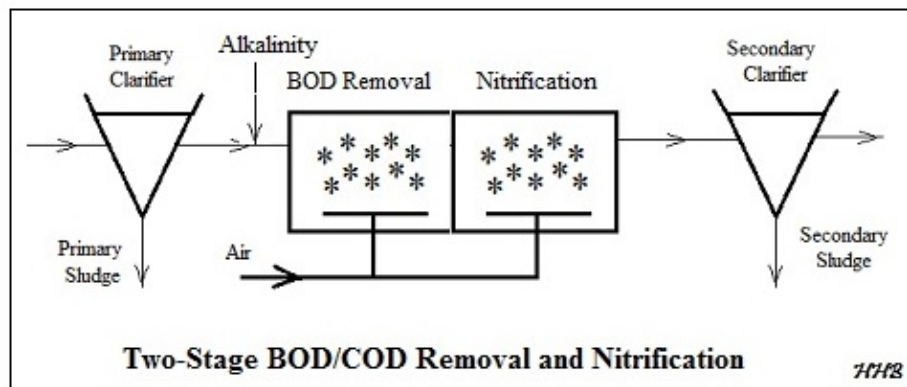 Primary
Clarifier
Alkalinity
BOD Removal
Nitrification
Secondary
Clarifier
Primary
Sludge
Air
Secondary
Sludge
Two-Stage BOD/COD Removal and Nitrification
HHB